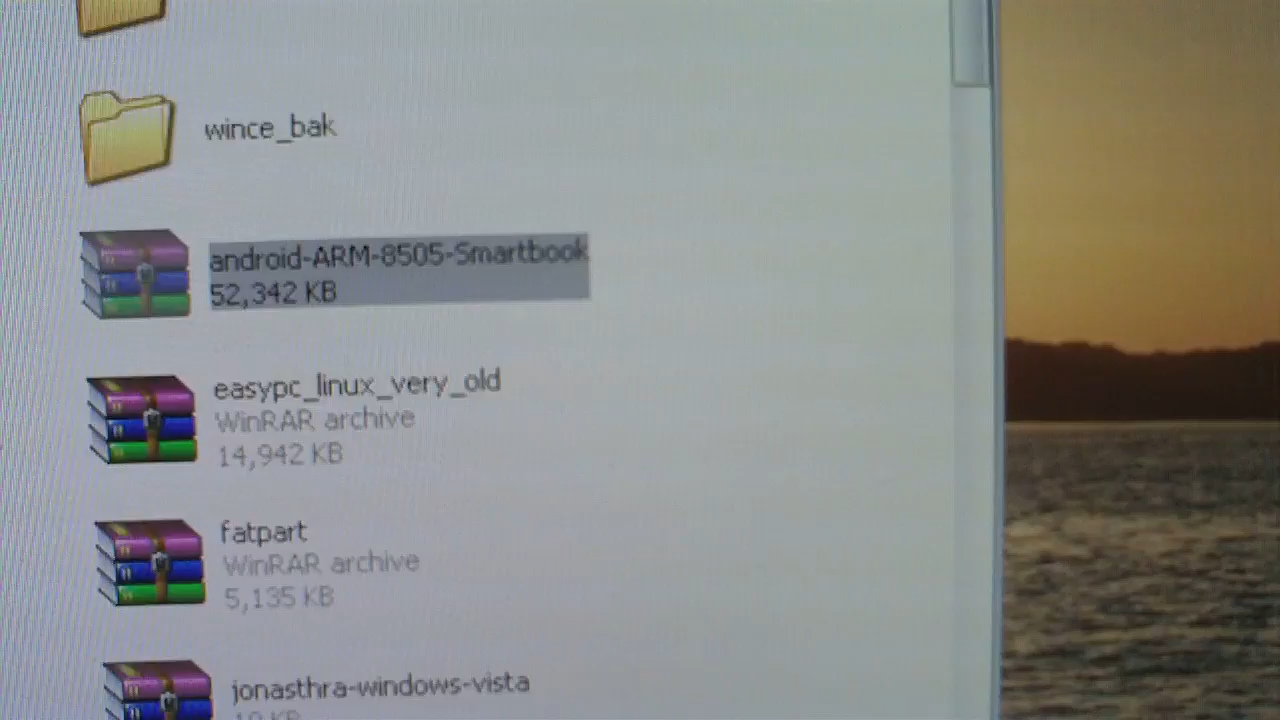 wince_bak
android-ARM-8505-Smartbook
52,342 KB
easypc_linux_very_old
WinRAR archive
14,942 KB
fatpart
WinRAR archive
5,135 KB
jonasthra-windows-vista
KB